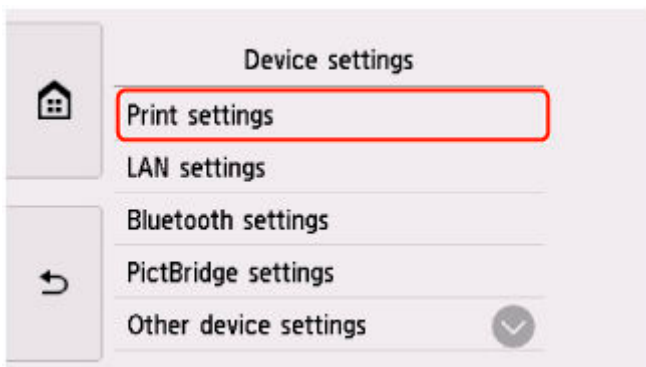 Device settings
Print settings
LAN settings
Bluetooth settings
PictBridge settings
Other device settings